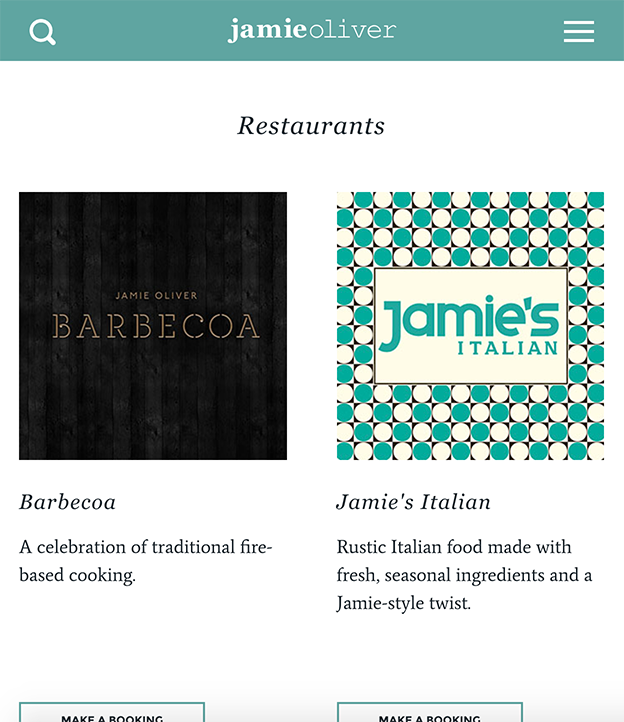 jamieoliver
Restaurants
JAMIE OLIVER
BARBECOA
Jamie's
ITALIAN
Barbecoa
A celebration of traditional fire-
based cooking.
Jamie's Italian
Rustic Italian food made with
fresh, seasonal ingredients and a
Jamie-style twist.
MAKE A BOOKING
MAKE A BOOKING